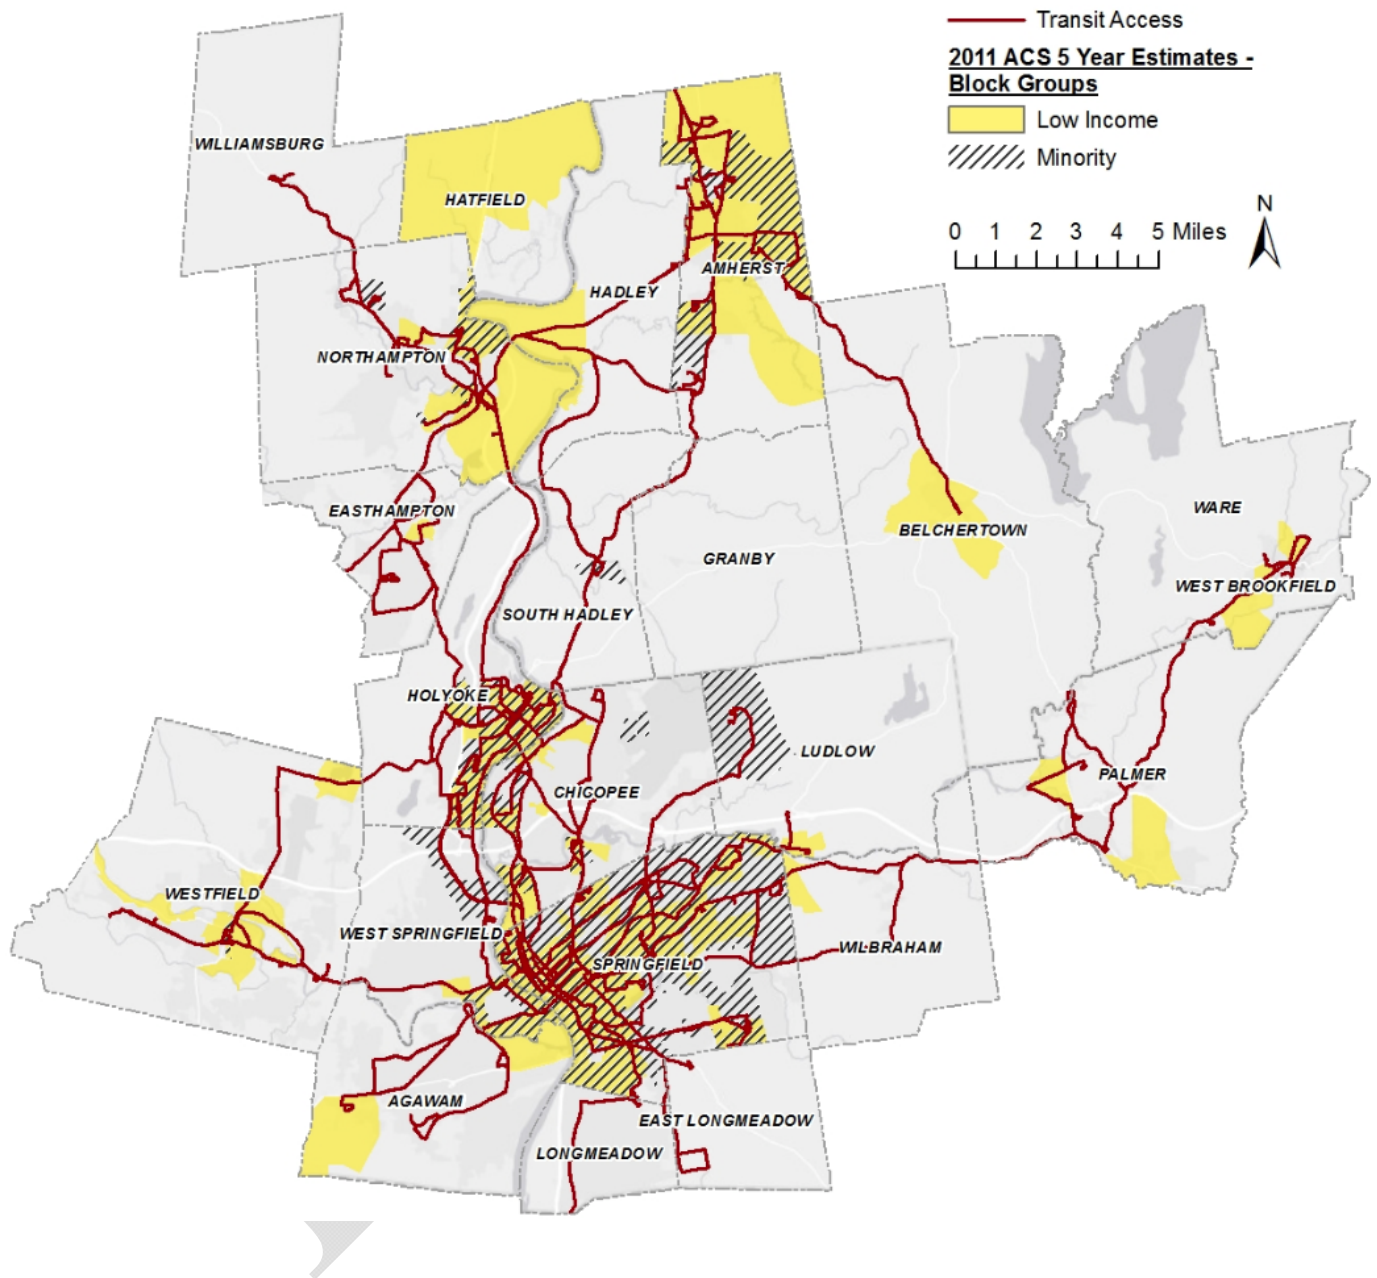 Transit Access
2011 ACS 5 Year Estimates -
Block Groups
Low Income
Minority
N
0 1 2 3 4 5 Miles
WILLIAMSBURG
HATFIELD
AMHERST
HADLEY
NORTHAMPTON
WARE
EASTHAMPTON
BELCHERTOWN
GRANBY
WEST BROOKFIELD
SOUTH HADLEY
HOLYOKE
LUDLOW
PALMER
CHICOPEE
WESTFIELD
WEST SPRINGFIELD
WILBRAHAM
SPRINGFIELD
AGAWAM
EAST LONGMEADOW
LONGMEADOW